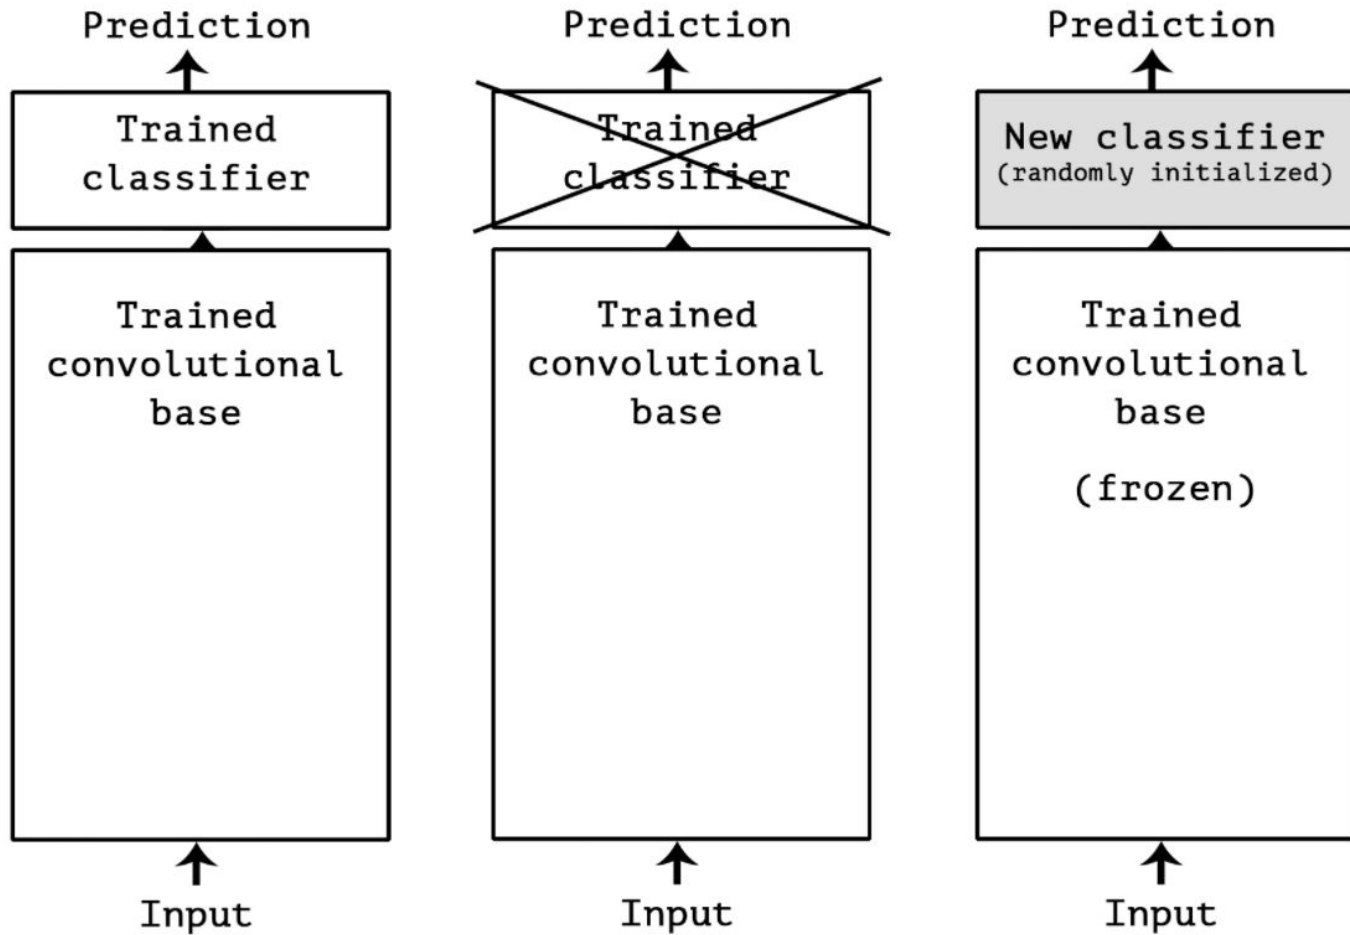 Prediction
Trained
classifier
Trained
convolutional
base
Input
Prediction
Trained
classifier
Trained
convolutional
base
Input
Prediction
New classifier
(randomly initialized)
Trained
convolutional
base
(frozen)
Input